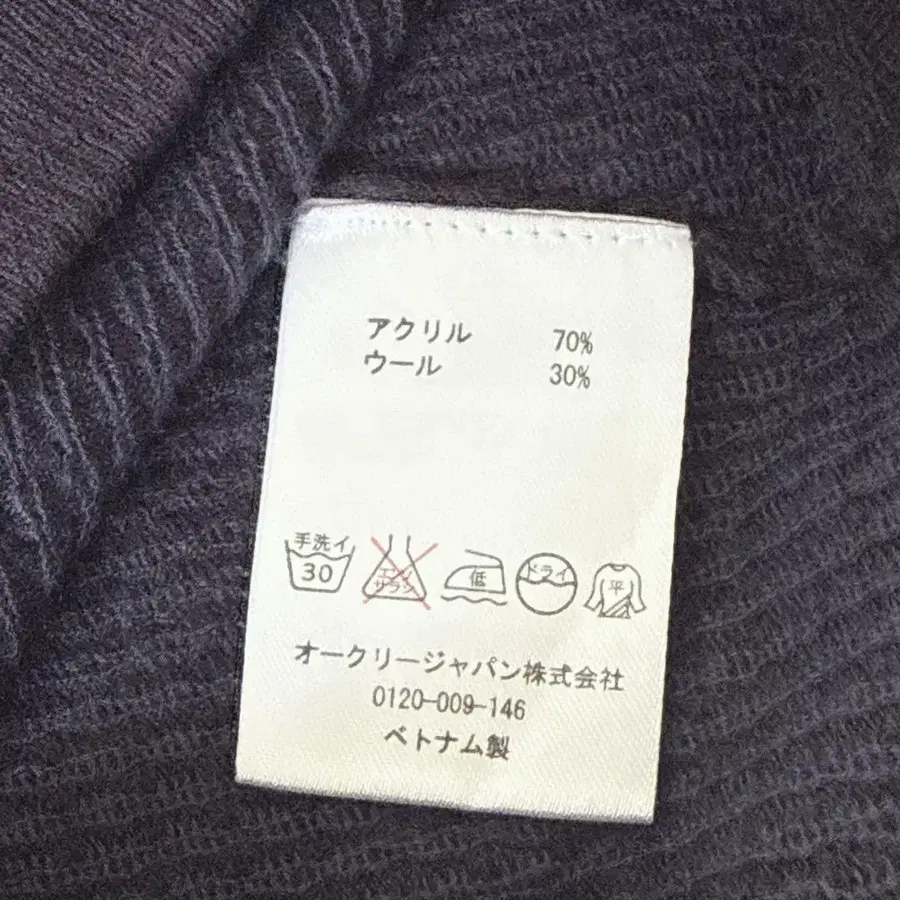 アクリル 70%
ウール 30%
手洗イ
30
エンソ
サラシ
低
ドライ
平
オークリージャパン株式会社
0120-009-146
ベトナム製